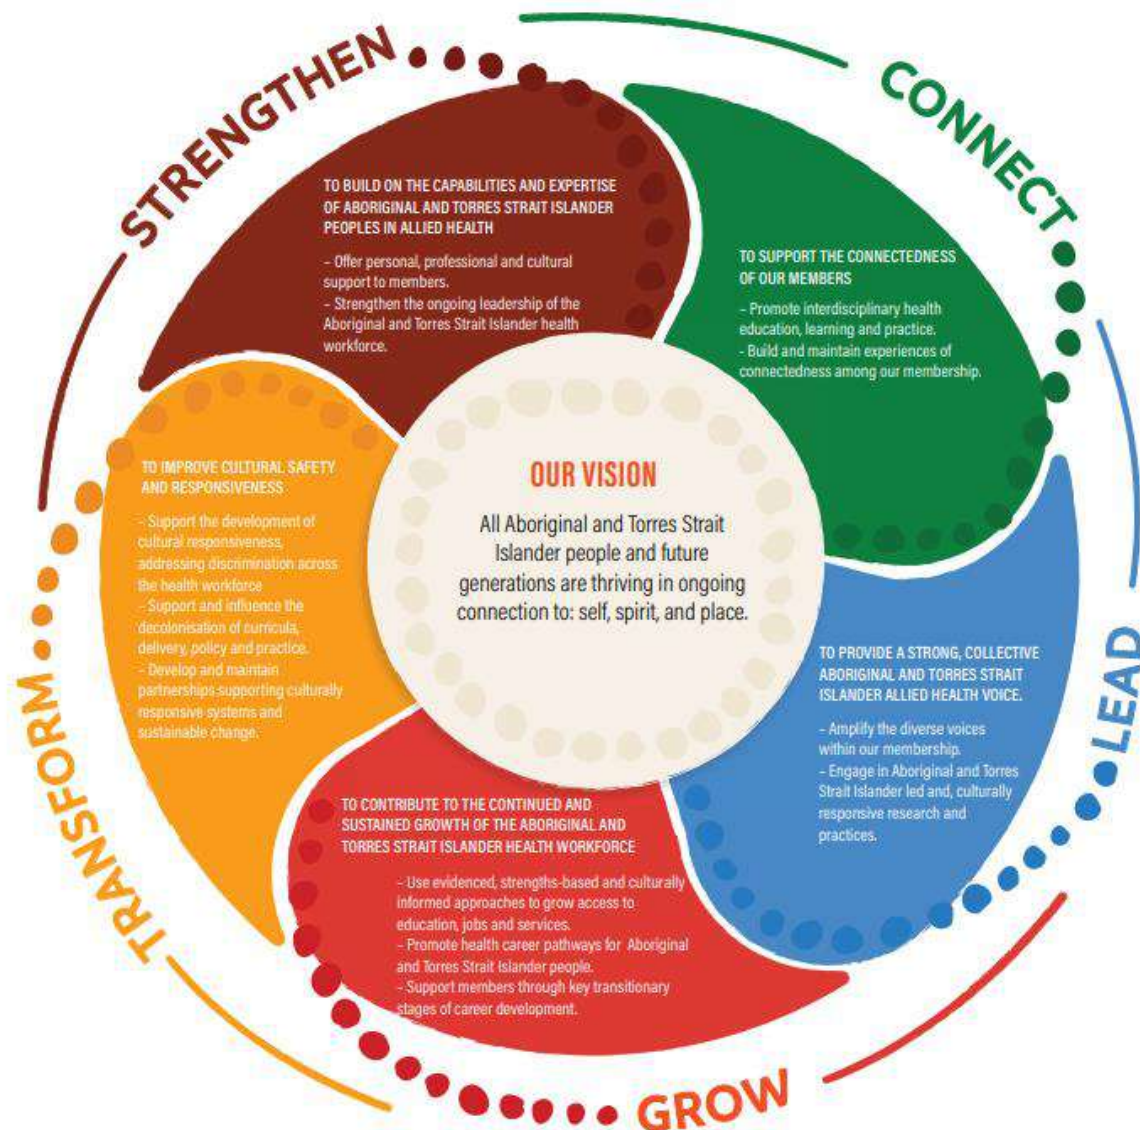 STRENGTHEN
TO BUILD ON THE CAPABILITIES AND EXPERTISE
OF ABORIGINAL AND TORRES STRAIT ISLANDER
PEOPLES IN ALLIED HEALTH
– Offer personal, professional and cultural
support to members.
– Strengthen the ongoing leadership of the
Aboriginal and Torres Strait Islander health
workforce.
CONNECT
TO SUPPORT THE CONNECTEDNESS
OF OUR MEMBERS
– Promote interdisciplinary health
education, learning and practice.
- Build and maintain experiences of
connectedness among our membership.
LEAD
TO PROVIDE A STRONG, COLLECTIVE
ABORIGINAL AND TORRES STRAIT
ISLANDER ALLIED HEALTH VOICE.
– Amplify the diverse voices
within our membership.
– Engage in Aboriginal and Torres
Strait Islander led and, culturally
responsive research and
practices.
GROW
TO CONTRIBUTE TO THE CONTINUED AND
SUSTAINED GROWTH OF THE ABORIGINAL AND
TORRES STRAIT ISLANDER HEALTH WORKFORCE
– Use evidenced, strengths-based and culturally
informed approaches to grow access to
education, jobs and services.
– Promote health career pathways for Aboriginal
and Torres Strait Islander people.
– Support members through key transitionary
stages of career development.
TRANSFORM
TO IMPROVE CULTURAL SAFETY
AND RESPONSIVENESS
– Support the development of
cultural responsiveness,
addressing discrimination across
the health workforce
– Support and influence the
decolonisation of curricula,
delivery, policy and practice.
– Develop and maintain
partnerships supporting culturally
responsive systems and
sustainable change.
OUR VISION
All Aboriginal and Torres Strait
Islander people and future
generations are thriving in ongoing
connection to: self, spirit, and place.